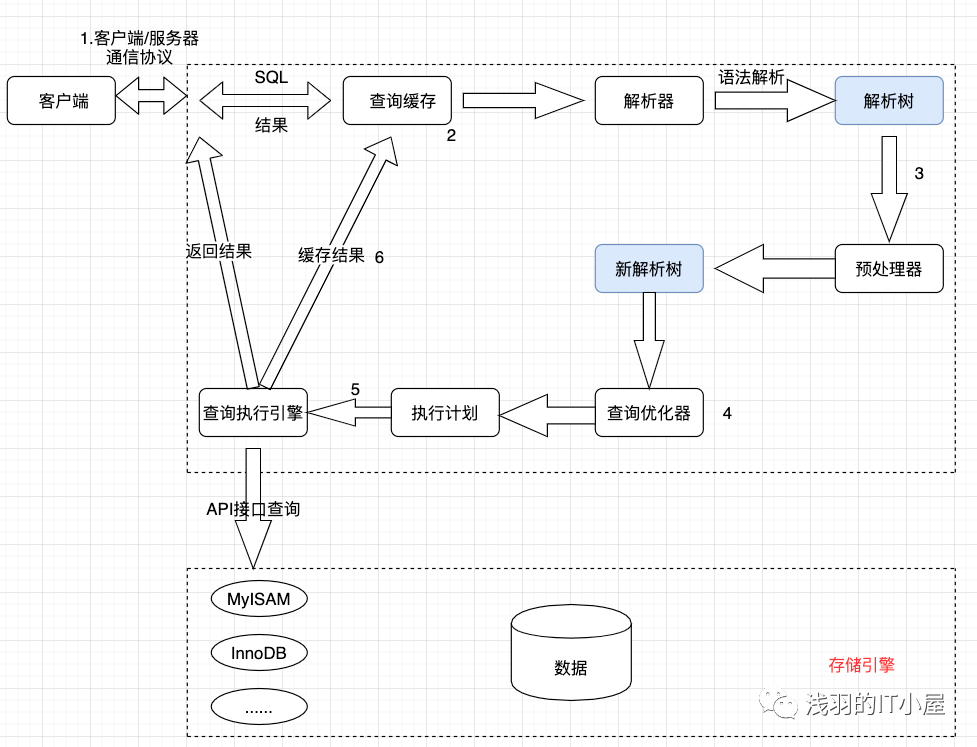 1.客户端/服务器
通信协议
客户端
SQL
结果
查询缓存
2
解析器
语法解析
解析树
3
预处理器
新解析树
返回结果
缓存结果
6
查询执行引擎
5
执行计划
查询优化器
4
API接口查询
MyISAM
InnoDB
......
数据
存储引擎
浅羽的IT小屋